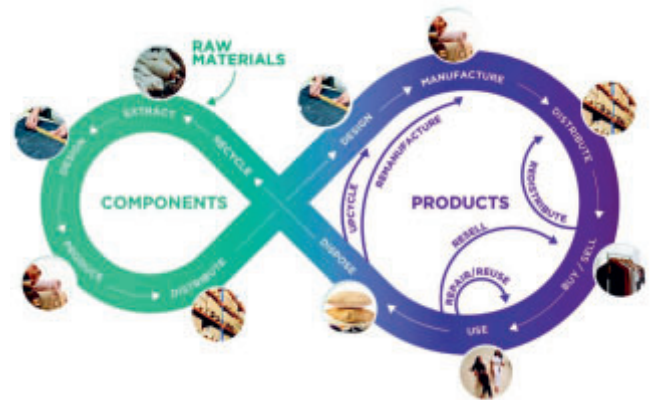 RAW
MATERIALS
EXTRACT
RECYCLE
DESIGN
COMPONENTS
PRODUCT
DISTRIBUTE
DESIGN
MANUFACTURE
DISTRIBUTE
REMANUFACTURE
UPCYCLE
PRODUCTS
REDISTRIBUTE
RESELL
REPAIR/REUSE
BUY / SELL
DISPOSE
USE